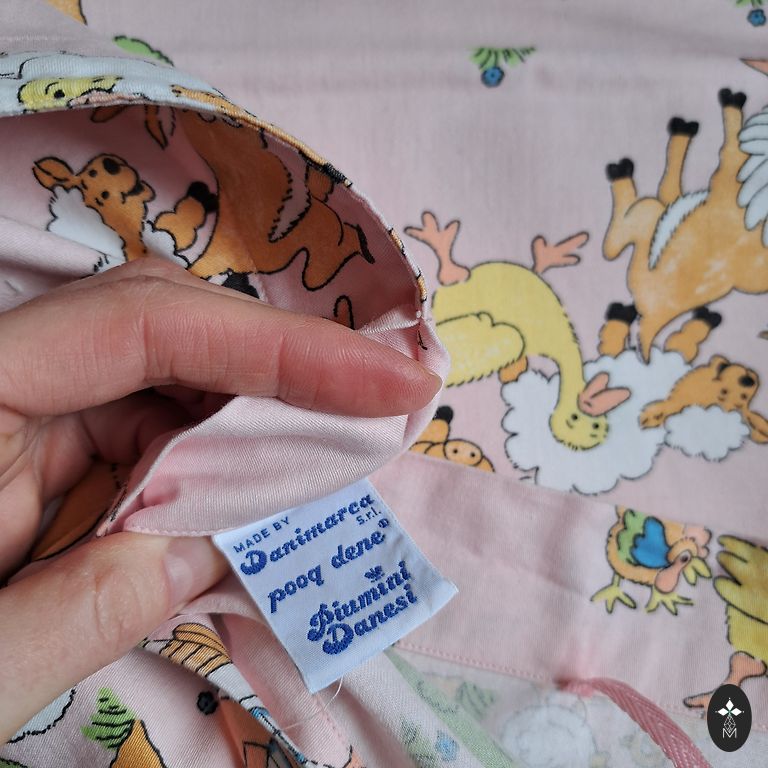 MADE BY
Danimarca
S.r.l.
pooq dene®
Piumini
Danesi
M